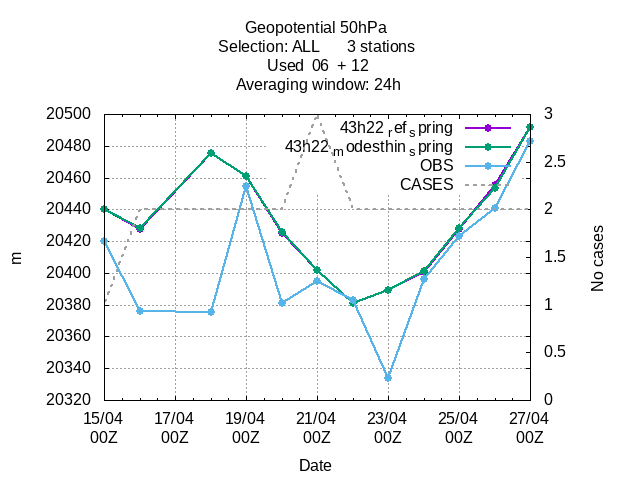 Geopotential 50hPa
Selection: ALL 3 stations
Used 06 + 12
Averaging window: 24h
43h22_ref_spring
43h22_modesthin_spring
OBS
CASES
20500
20480
20460
20440
20420
20400
20380
20360
20340
20320
m
3
2.5
2
1.5
1
0.5
0
No cases
15/04 17/04 19/04 21/04 23/04 25/04 27/04
00Z 00Z 00Z 00Z 00Z 00Z 00Z
Date